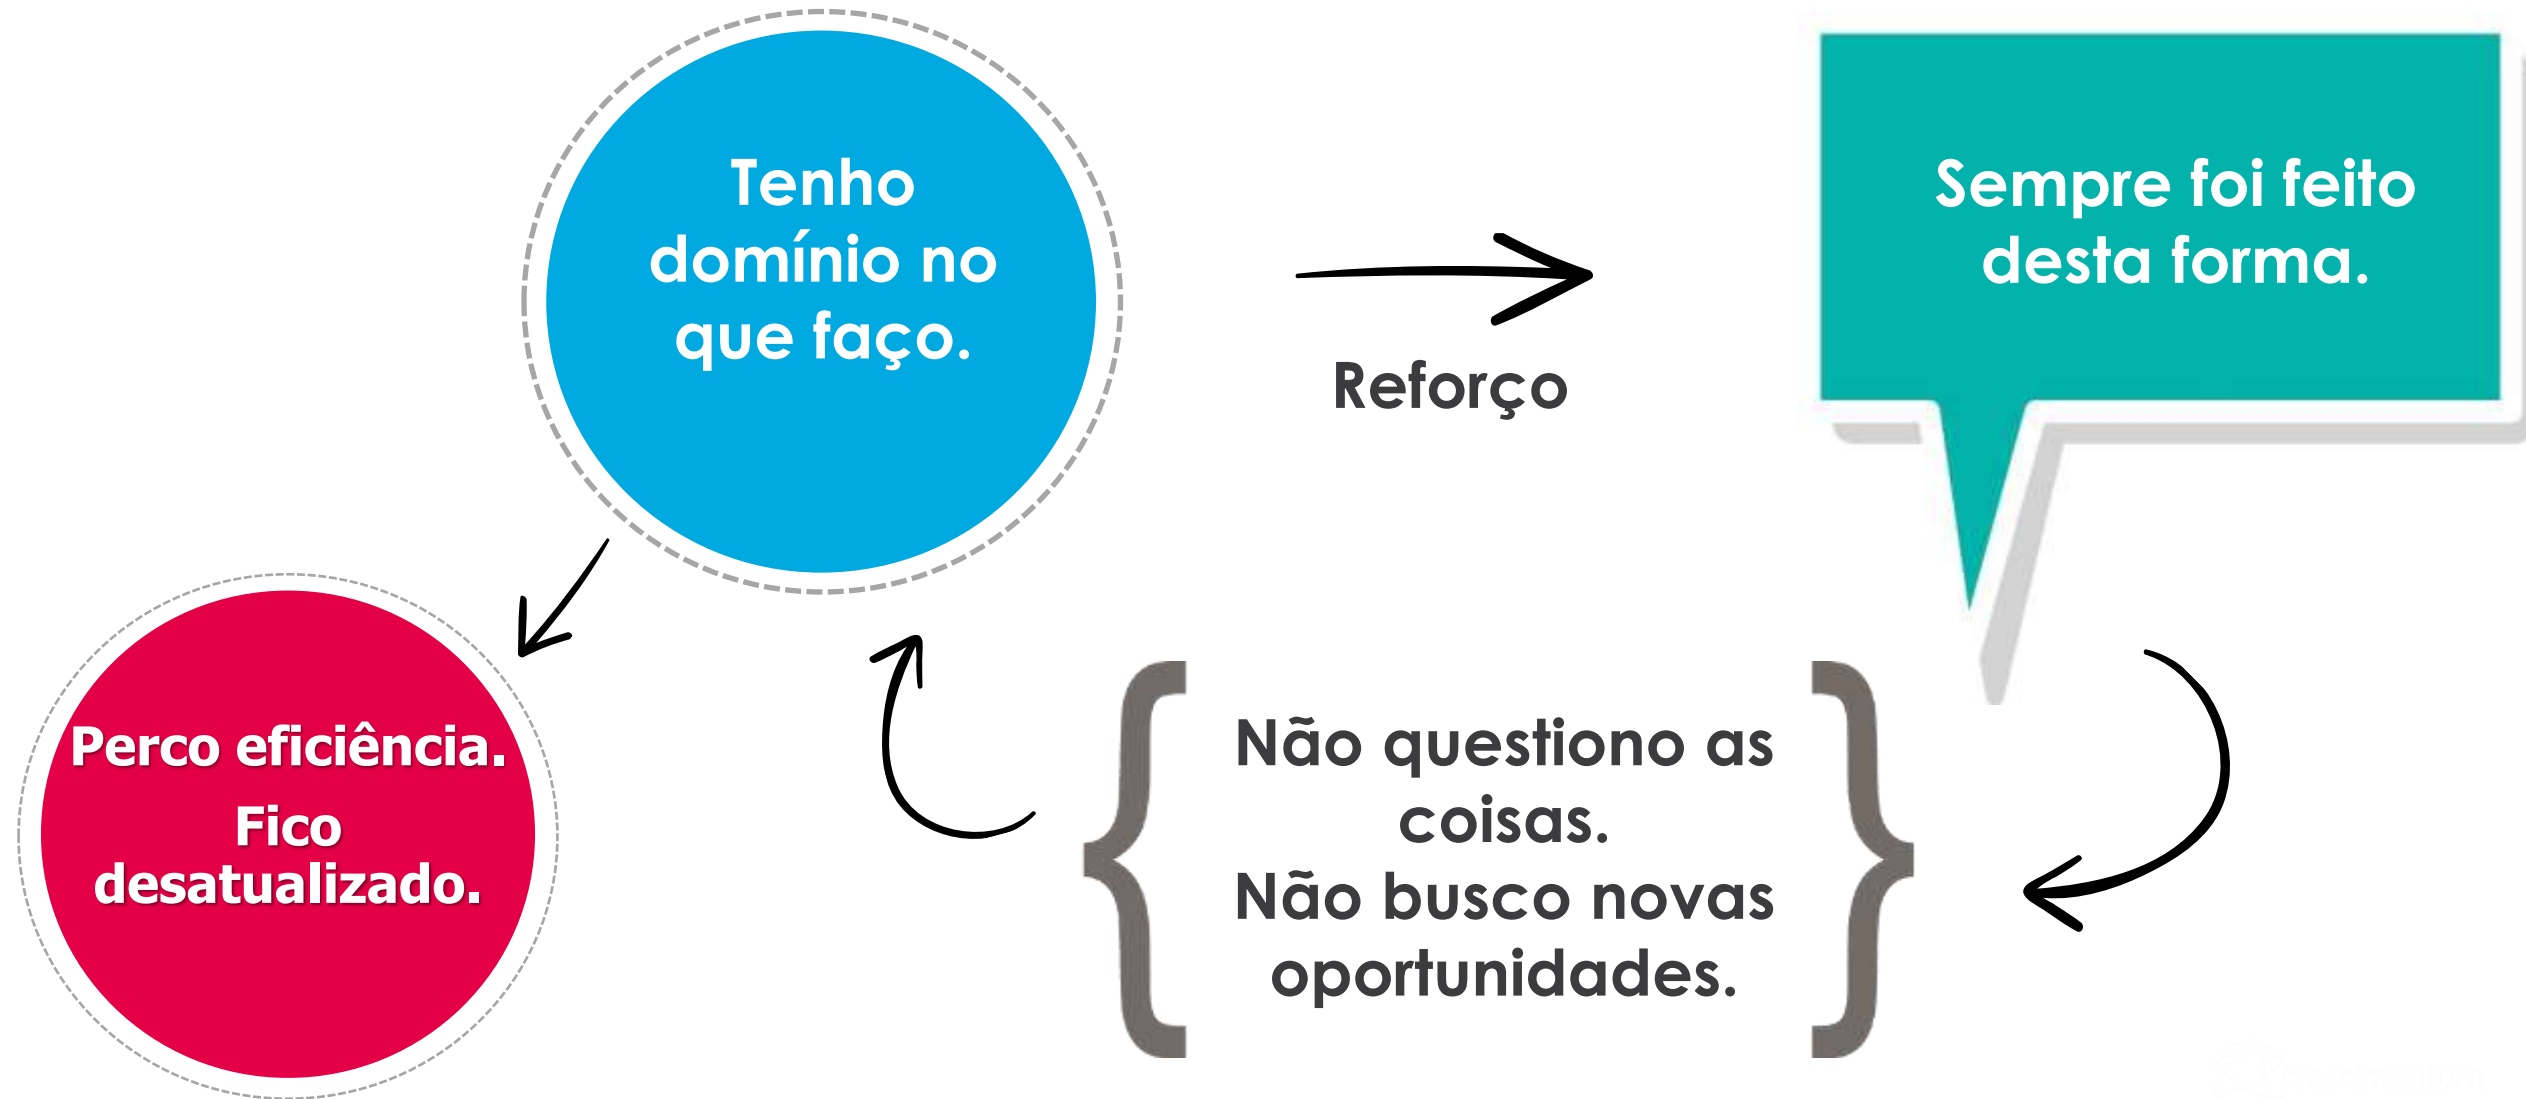 Tenho
domínio no
que faço.
Reforço
Sempre foi feito
desta forma.
Não questiono as
coisas.
Não busco novas
oportunidades.
Perco eficiência.
Fico
desatualizado.